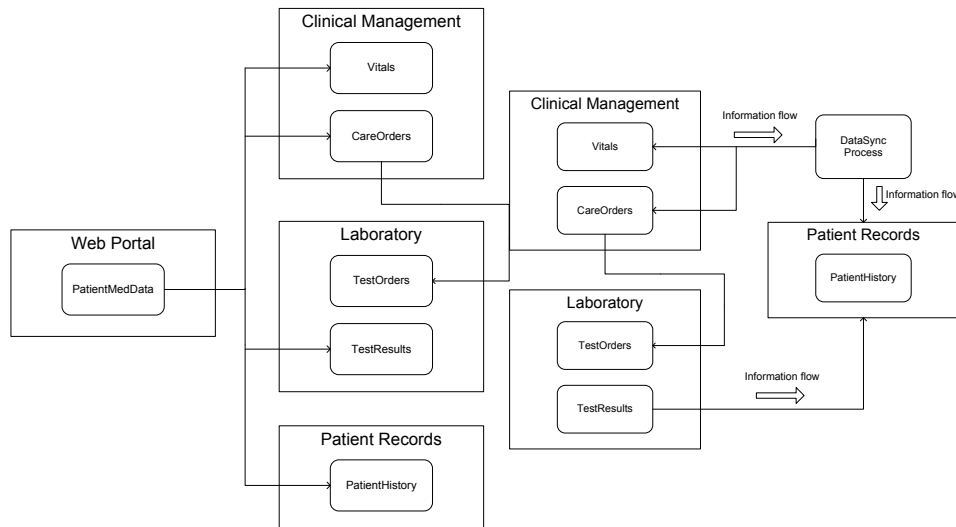 Clinical Management
Vitals
CareOrders
Laboratory
TestOrders
TestResults
Patient Records
PatientHistory
Web Portal
PatientMedData
Clinical Management
Vitals
CareOrders
Laboratory
TestOrders
TestResults
Information flow
DataSync
Process
Information flow
Patient Records
PatientHistory
Information flow